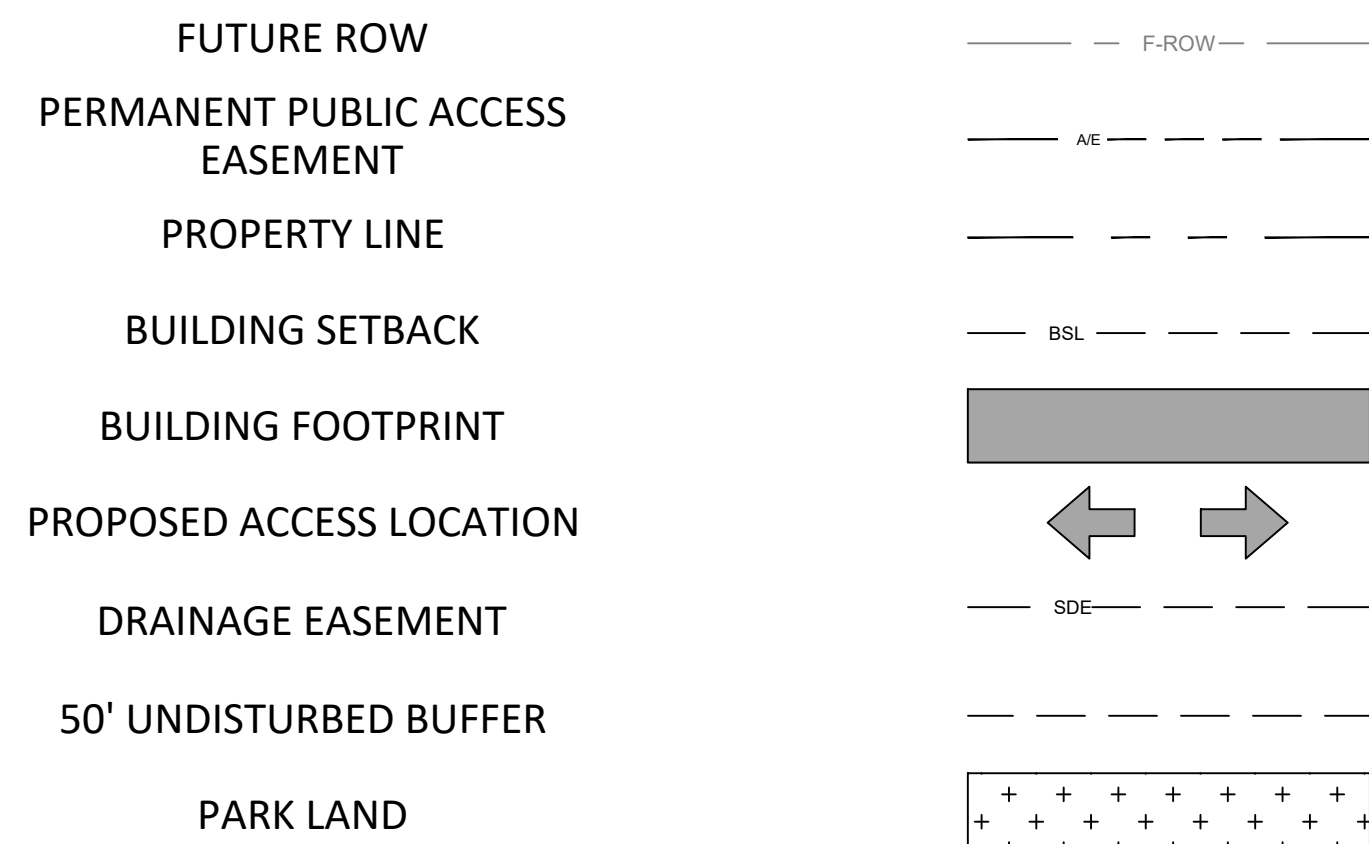 FUTURE ROW
F-ROW
PERMANENT PUBLIC ACCESS
EASEMENT
A/E
PROPERTY LINE
BUILDING SETBACK
BSL
BUILDING FOOTPRINT
PROPOSED ACCESS LOCATION
DRAINAGE EASEMENT
SDE
50' UNDISTURBED BUFFER
PARK LAND